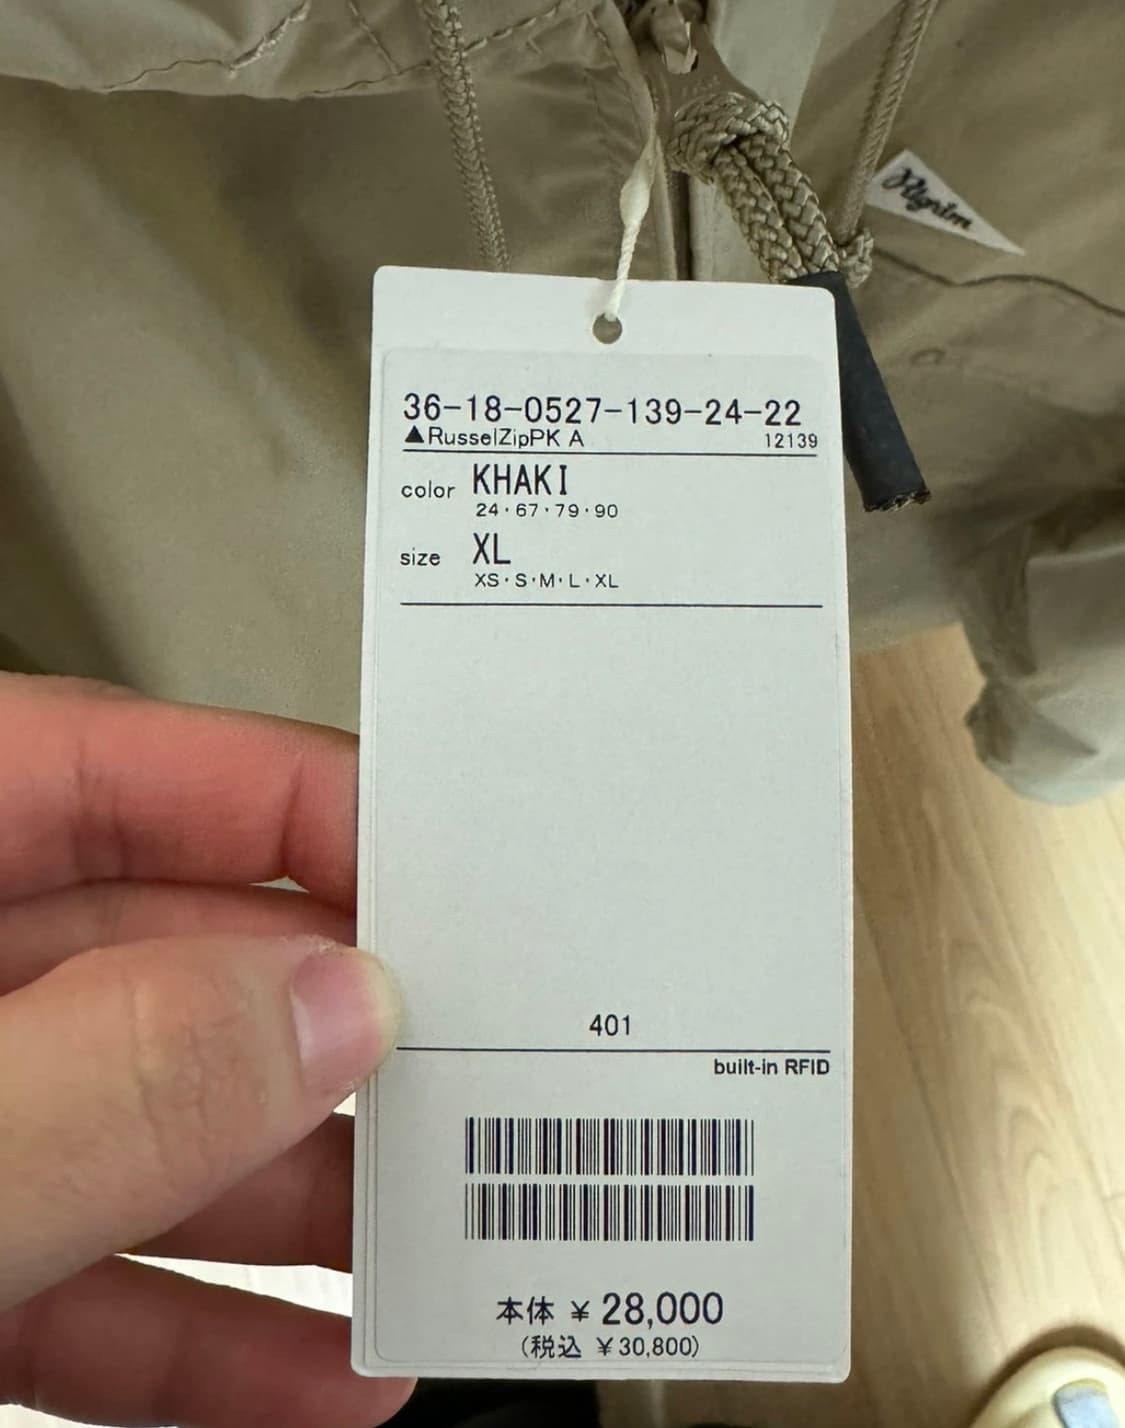 Pilgrim
36-18-0527-139-24-22
▲RusselZipPK A 12139
color KHAKI
24・67・79・90
size XL
XS・S・M・L・XL
401
built-in RFID
本体 ¥ 28,000
(税込 ¥30,800)